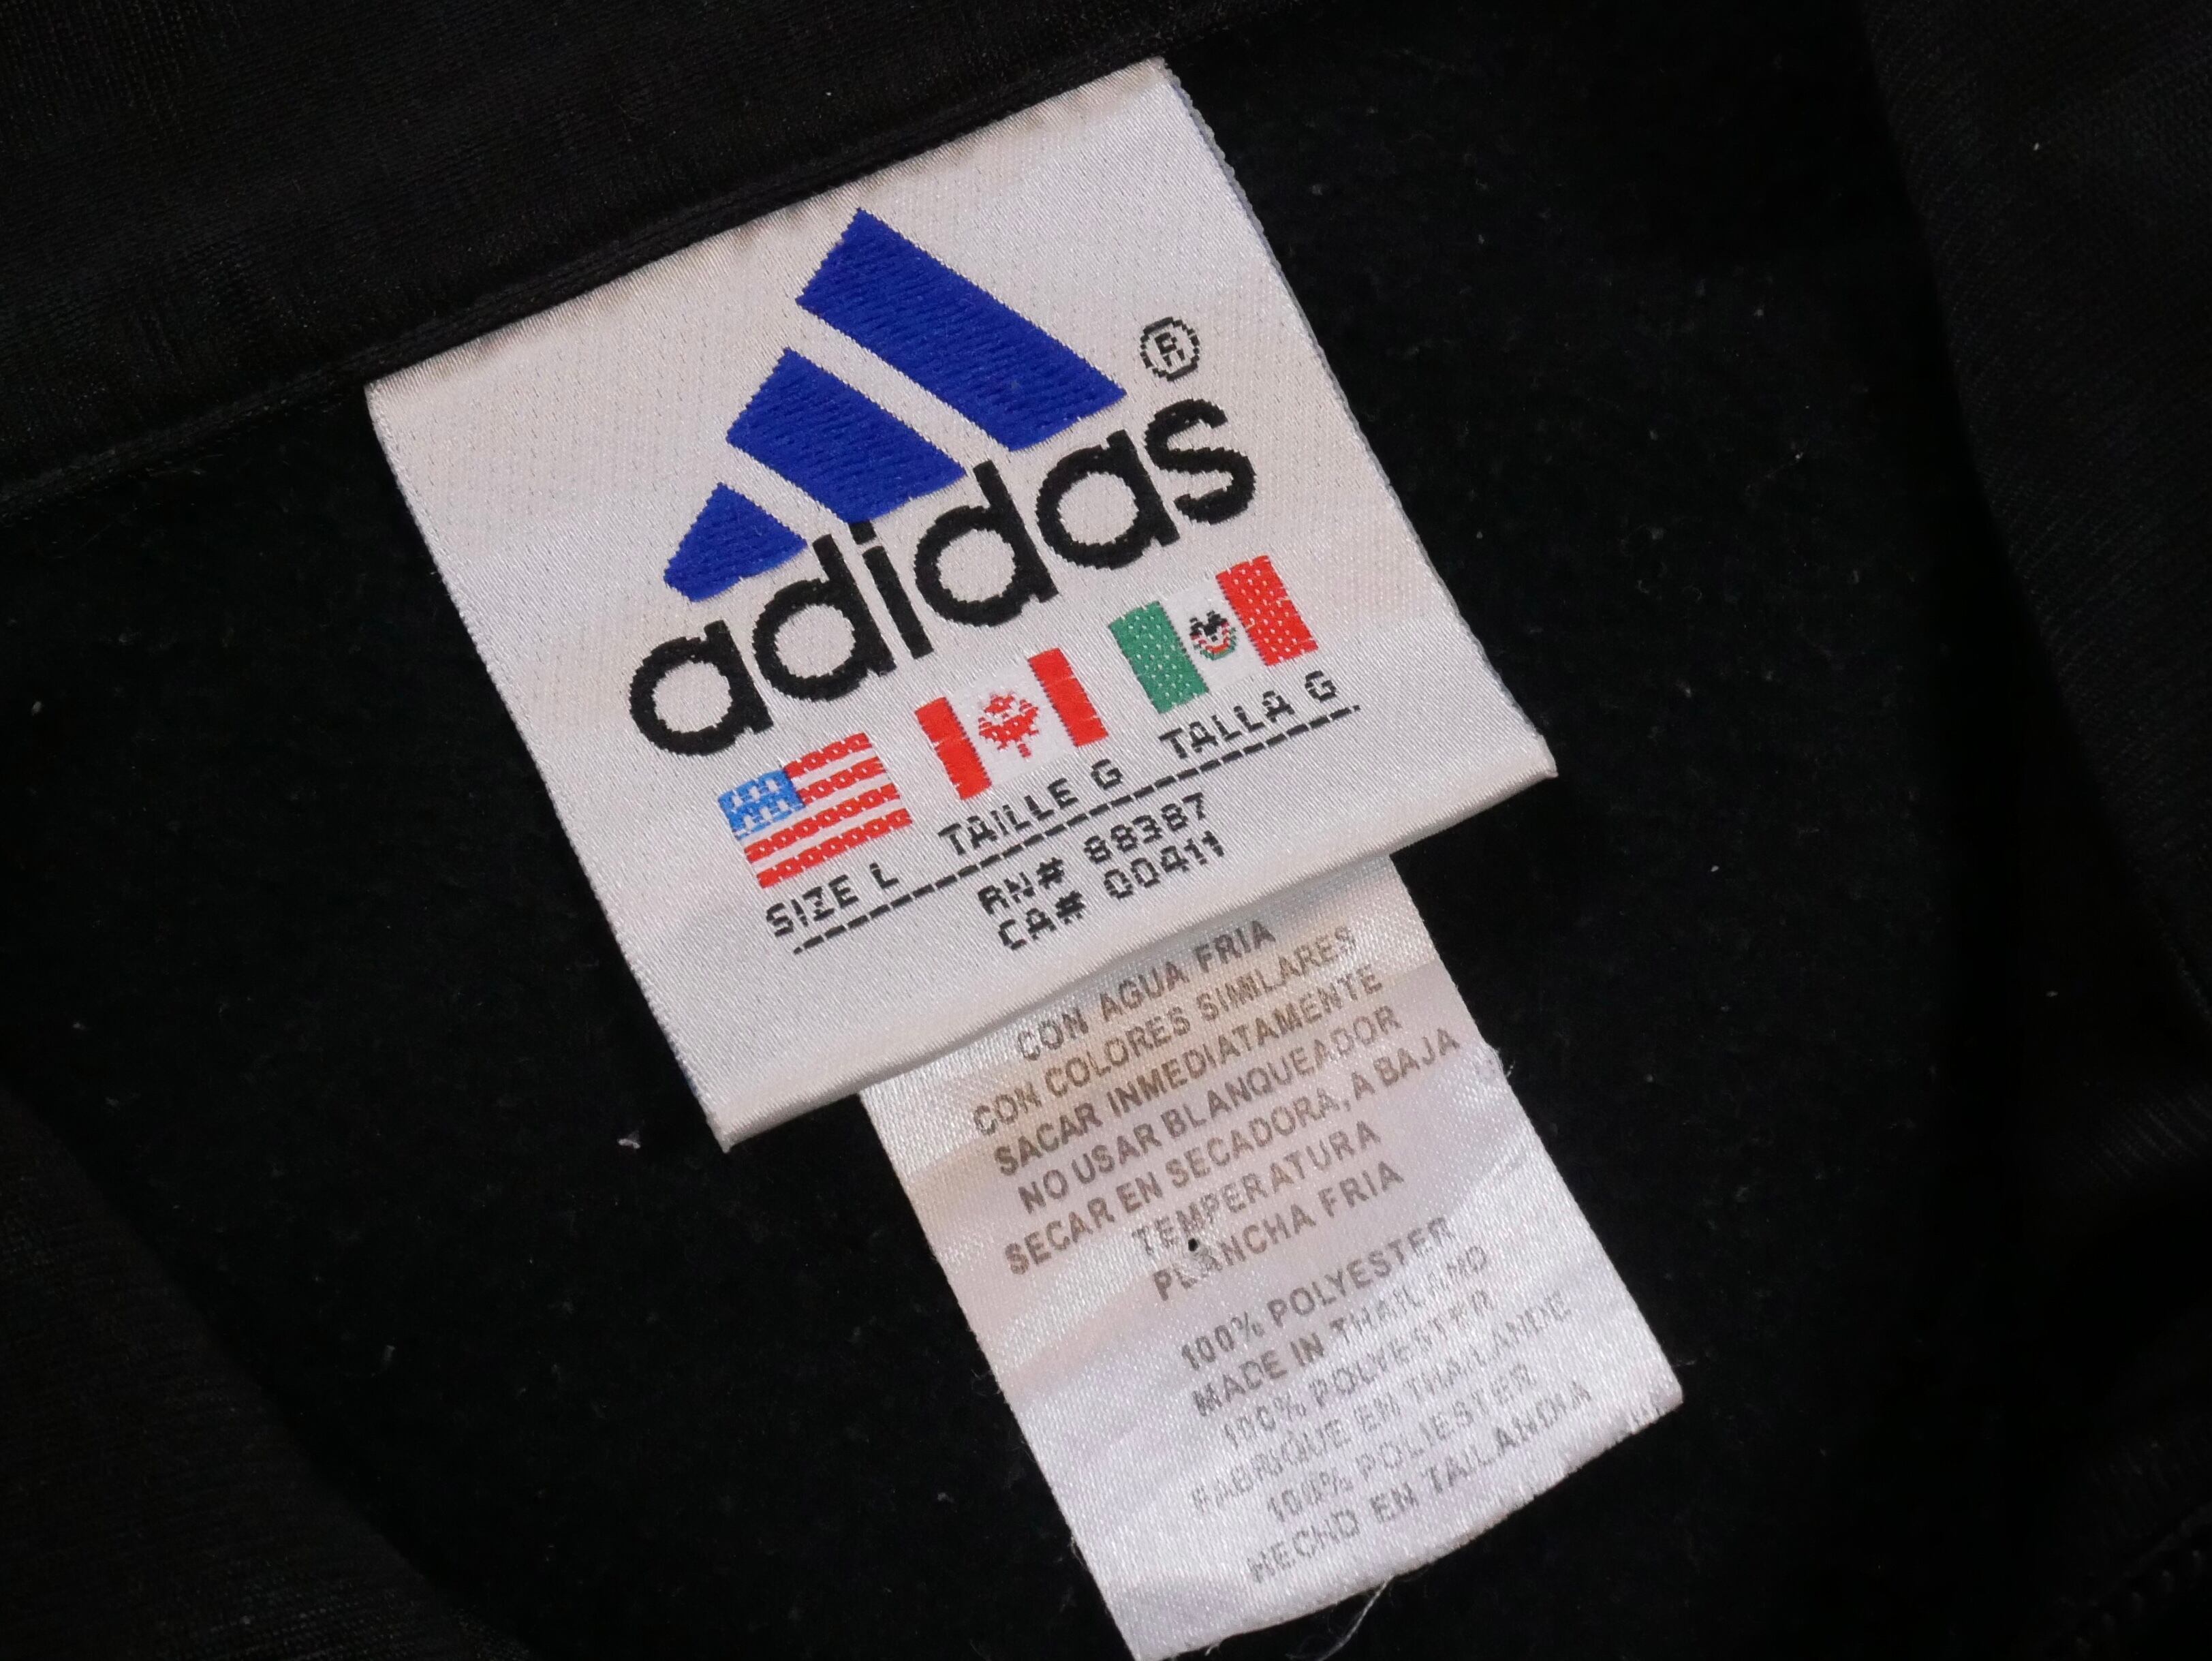 ®
adidas
SIZE L TAILLE G TALLA G
RN# 88387
CA# 00411
CON AGUA FRIA
CON COLORES SIMILARES
SACAR INMEDIATAMENTE
NO USAR BLANQUEADOR
SECAR EN SECADORA, A BAJA
TEMPERATURA
PLANCHA FRIA
100% POLYESTER
MADE IN THAILAND
100% POLYESTER
FABRIQUE EN THAILANDE
100% POLIESTER
HECHO EN TAILANDIA